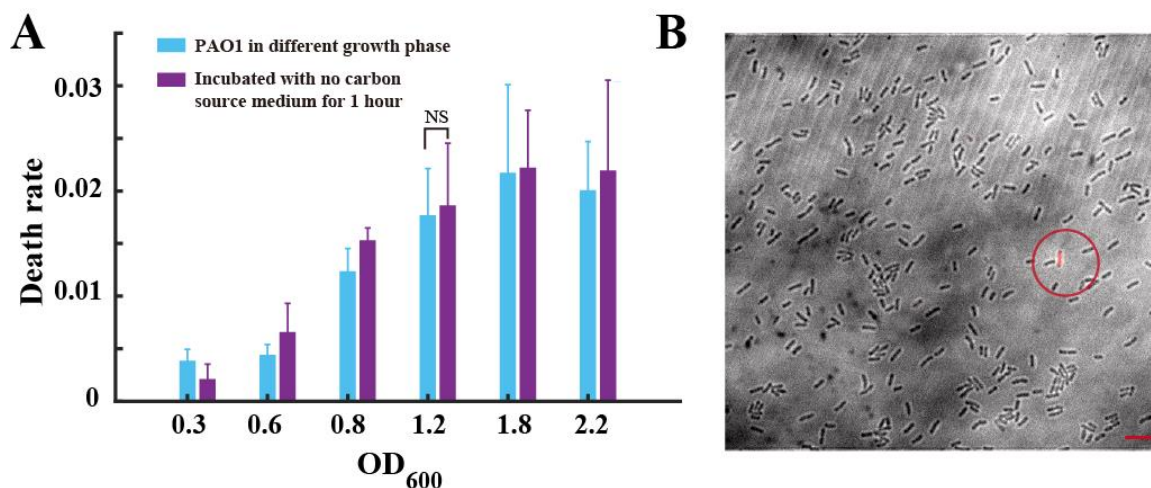 A
B
PAO1 in different growth phase
Incubated with no carbon
source medium for 1 hour
NS
Death rate
0.03
0.02
0.01
0
0.3 0.6 0.8 1.2 1.8 2.2
OD600